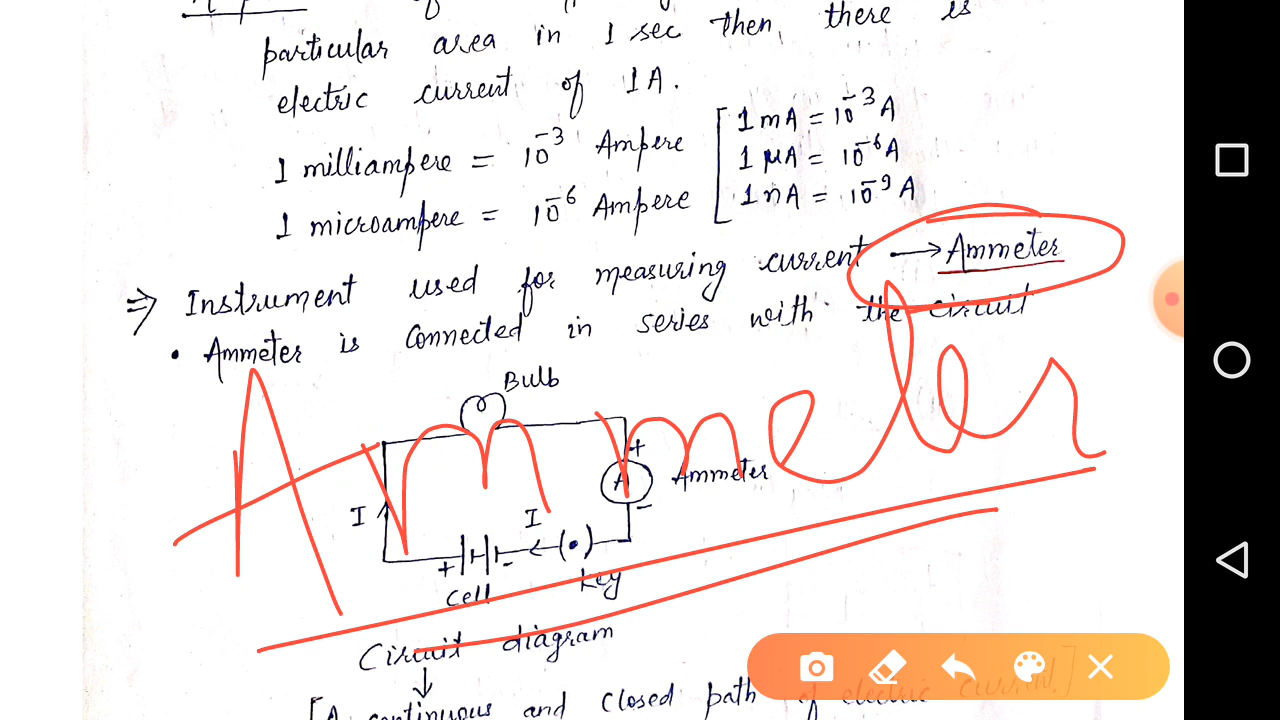 particular area in 1 sec then, there is
electric current of 1A.
1 milliampere = 10⁻³ Ampere [ 1 mA = 10⁻³ A
1 μA = 10⁻⁶ A
1 microampere = 10⁻⁶ Ampere [ 1 nA = 10⁻⁹ A
⇒ Instrument used for measuring current → Ammeter
• Ammeter is connected in series with the circuit
Bulb
Ammeter
+
A Ammeter
-
I
I
+ -
Cell
Key
Circuit diagram
↓
[A continuous and closed path of electric current.]